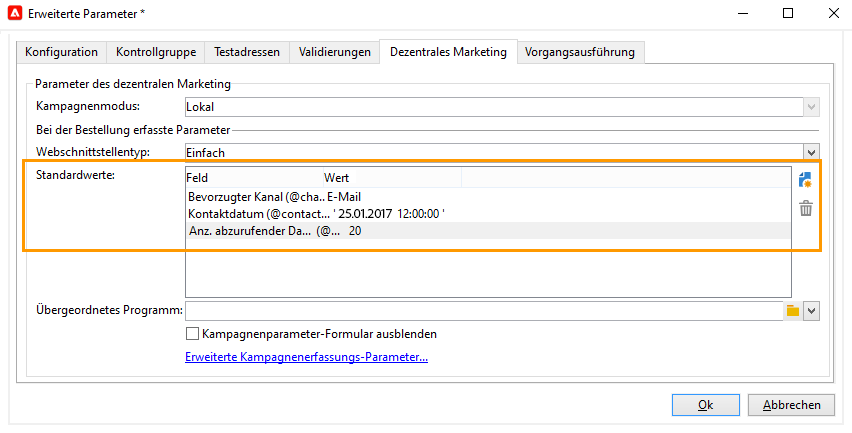 Erweiterte Parameter *
Konfiguration Kontrollgruppe Testadressen Validierungen Dezentrales Marketing Vorgangsausführung
Parameter des dezentralen Marketing
Kampagnenmodus: Lokal
Bei der Bestellung erfasste Parameter
Webschnittstellentyp: Einfach
Standardwerte: Feld Wert
Bevorzugter Kanal (@cha.. E-Mail
Kontaktdatum (@contact... ' 25.01.2017 12:00:00 '
Anz. abzurufender Da... (@... 20
Übergeordnetes Programm:
Kampagnenparameter-Formular ausblenden
Erweiterte Kampagnenerfassungs-Parameter...
Ok Abbrechen